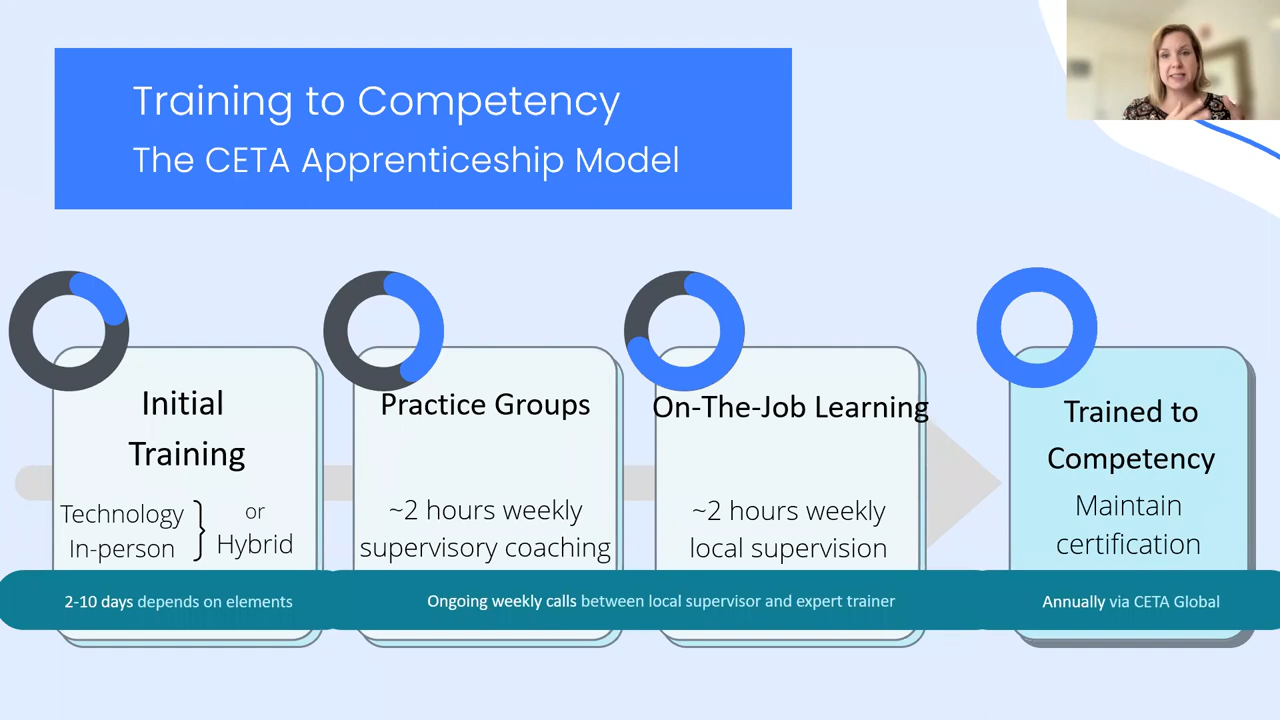 Training to Competency
The CETA Apprenticeship Model
Initial
Training
Technology
In-person
or
Hybrid
2-10 days depends on elements
Practice Groups
~2 hours weekly
supervisory coaching
On-The-Job Learning
~2 hours weekly
local supervision
Ongoing weekly calls between local supervisor and expert trainer
Trained to
Competency
Maintain
certification
Annually via CETA Global